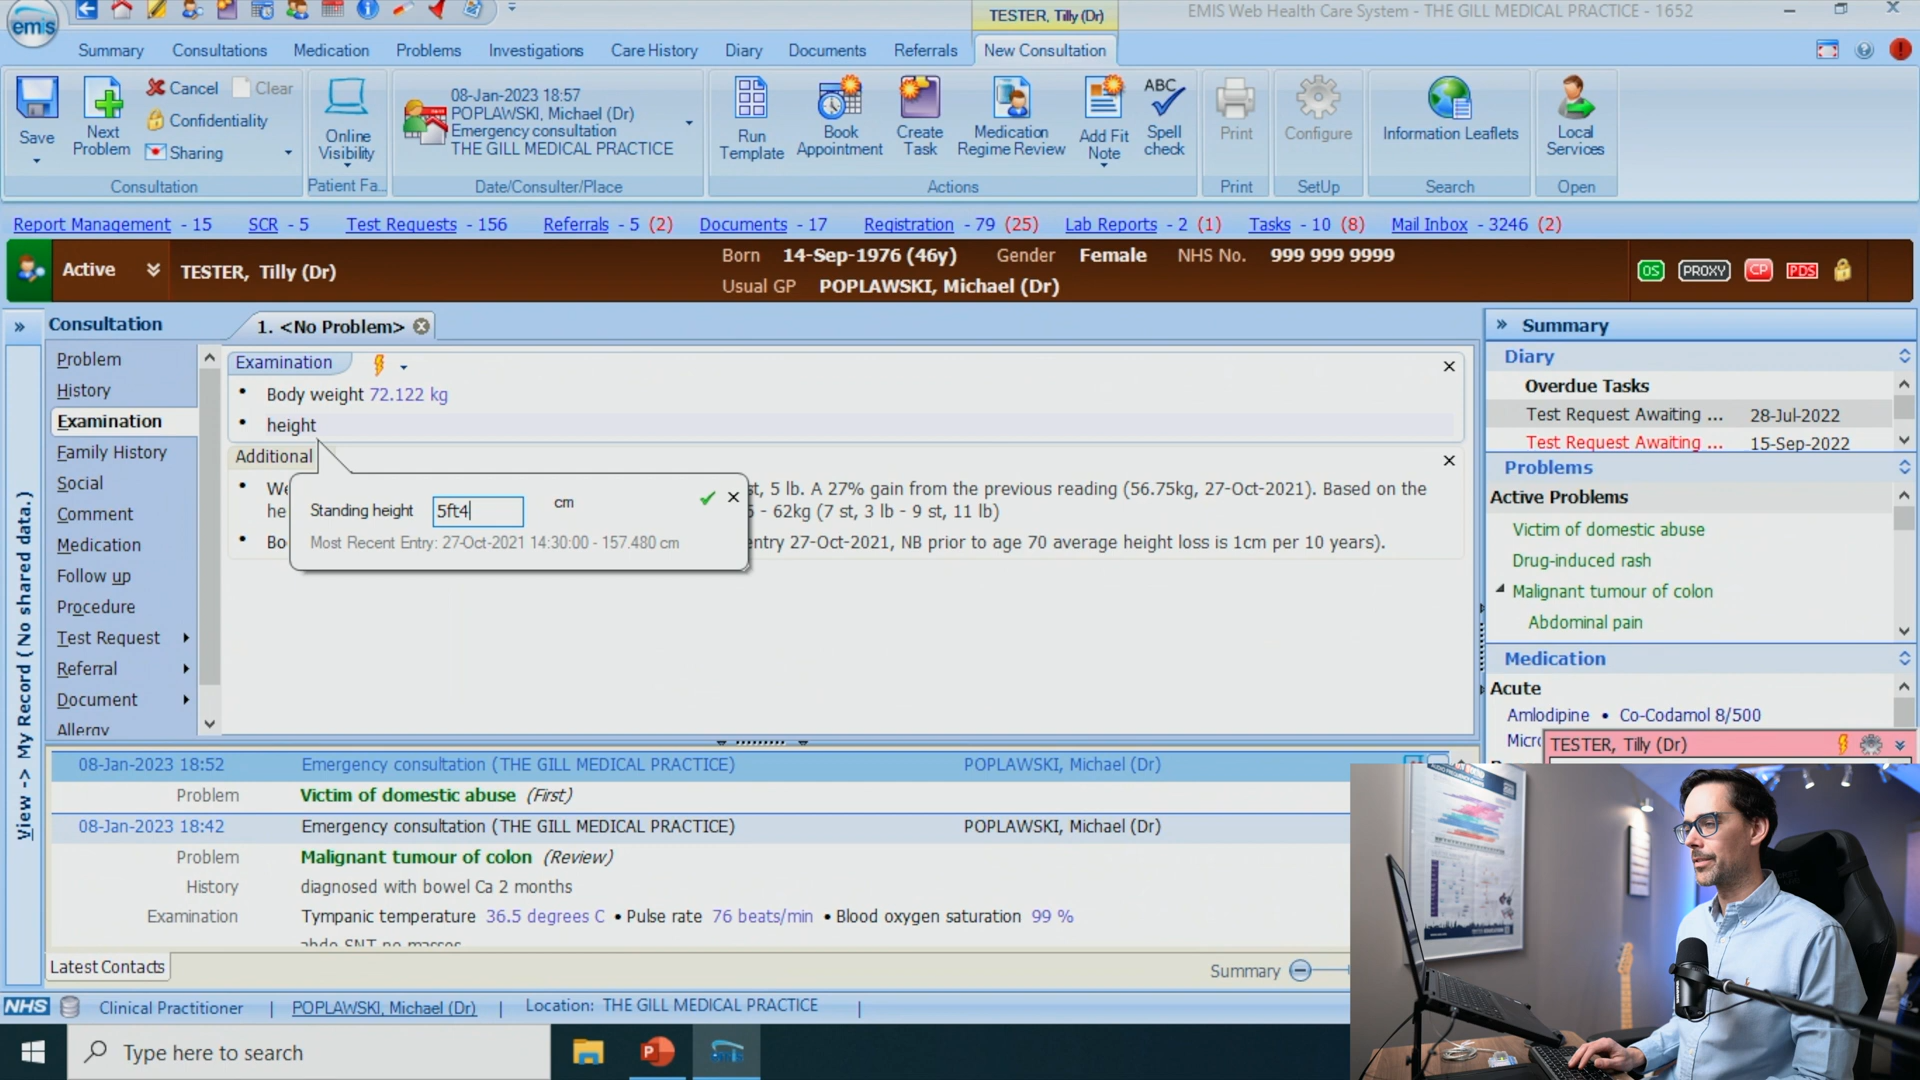 emis
TESTER, Tilly (Dr)
EMIS Web Health Care System - THE GILL MEDICAL PRACTICE - 1652
Summary
Consultations
Medication
Problems
Investigations
Care History
Diary
Documents
Referrals
New Consultation
Save
Next Problem
Cancel
Clear
Confidentiality
Sharing
Consultation
Online Visibility
Patient Fa...
08-Jan-2023 18:57
POPLAWSKI, Michael (Dr)
Emergency consultation
THE GILL MEDICAL PRACTICE
Date/Consulter/Place
Run Template
Book Appointment
Create Task
Medication Regime Review
Add Fit Note
ABC
Spell check
Actions
Print
Print
Configure
SetUp
Information Leaflets
Search
Local Services
Open
Report Management - 15
SCR - 5
Test Requests - 156
Referrals - 5 (2)
Documents - 17
Registration - 79 (25)
Lab Reports - 2 (1)
Tasks - 10 (8)
Mail Inbox - 3246 (2)
Active
TESTER, Tilly (Dr)
Born 14-Sep-1976 (46y)
Gender Female
NHS No. 999 999 9999
Usual GP POPLAWSKI, Michael (Dr)
OS
PROXY
CP
PDS
View -> My Record ( No shared data.)
Consultation
Problem
History
Examination
Family History
Social
Comment
Medication
Follow up
Procedure
Test Request
Referral
Document
Allergy
1. <No Problem>
Examination
• Body weight 72.122 kg
• height
Additional
• We
st, 5 lb. A 27% gain from the previous reading (56.75kg, 27-Oct-2021). Based on the
he
- 62kg (7 st, 3 lb - 9 st, 11 lb)
• Bo
entry 27-Oct-2021, NB prior to age 70 average height loss is 1cm per 10 years).
Standing height 5ft4 cm
Most Recent Entry: 27-Oct-2021 14:30:00 - 157.480 cm
Summary
Diary
Overdue Tasks
Test Request Awaiting ... 28-Jul-2022
Test Request Awaiting ... 15-Sep-2022
Problems
Active Problems
Victim of domestic abuse
Drug-induced rash
Malignant tumour of colon
Abdominal pain
Medication
Acute
Amlodipine • Co-Codamol 8/500
Micro
TESTER, Tilly (Dr)
08-Jan-2023 18:52 Emergency consultation (THE GILL MEDICAL PRACTICE) POPLAWSKI, Michael (Dr)
Problem Victim of domestic abuse (First)
08-Jan-2023 18:42 Emergency consultation (THE GILL MEDICAL PRACTICE) POPLAWSKI, Michael (Dr)
Problem Malignant tumour of colon (Review)
History diagnosed with bowel Ca 2 months
Examination Tympanic temperature 36.5 degrees C • Pulse rate 76 beats/min • Blood oxygen saturation 99 %
abdo SNT no masses
Latest Contacts
Summary
NHS
Clinical Practitioner | POPLAWSKI, Michael (Dr) | Location: THE GILL MEDICAL PRACTICE |
Type here to search
emis